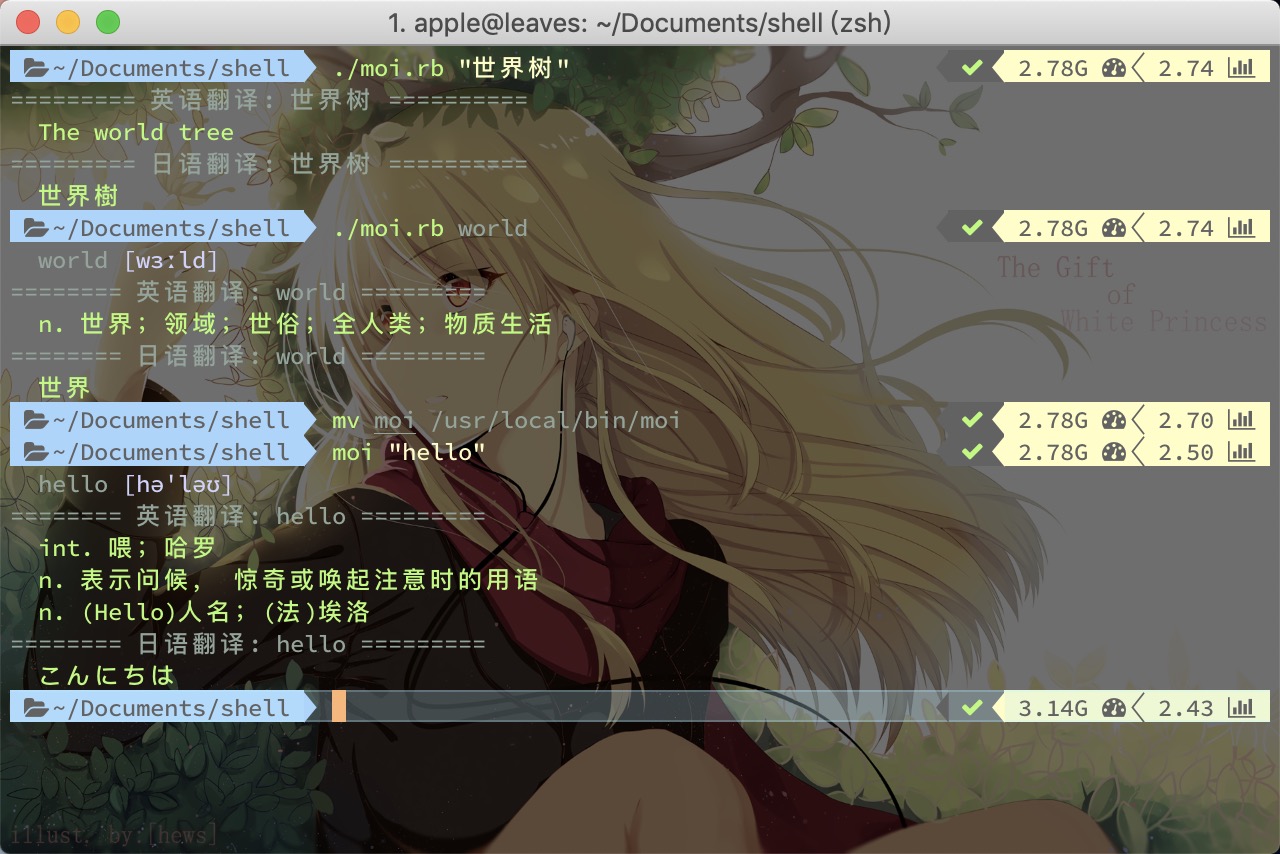 1. apple@leaves: ~/Documents/shell (zsh)
~/Documents/shell ./moi.rb "世界树" 2.78G 2.74
========= 英语翻译: 世界树 ==========
The world tree
========= 日语翻译: 世界树 ==========
世界樹
~/Documents/shell ./moi.rb world 2.78G 2.74
world [wɜːld]
The Gift
======== 英语翻译: world =========
of
White Princess
n. 世界；领域；世俗；全人类；物质生活
======== 日语翻译: world =========
世界
~/Documents/shell mv moi /usr/local/bin/moi 2.78G 2.70
~/Documents/shell moi "hello" 2.78G 2.50
hello [həˈləʊ]
======== 英语翻译: hello =========
int. 喂；哈罗
n. 表示问候， 惊奇或唤起注意时的用语
n. (Hello)人名；(法)埃洛
======== 日语翻译: hello =========
こんにちは
~/Documents/shell 3.14G 2.43
illust. by:[hews]